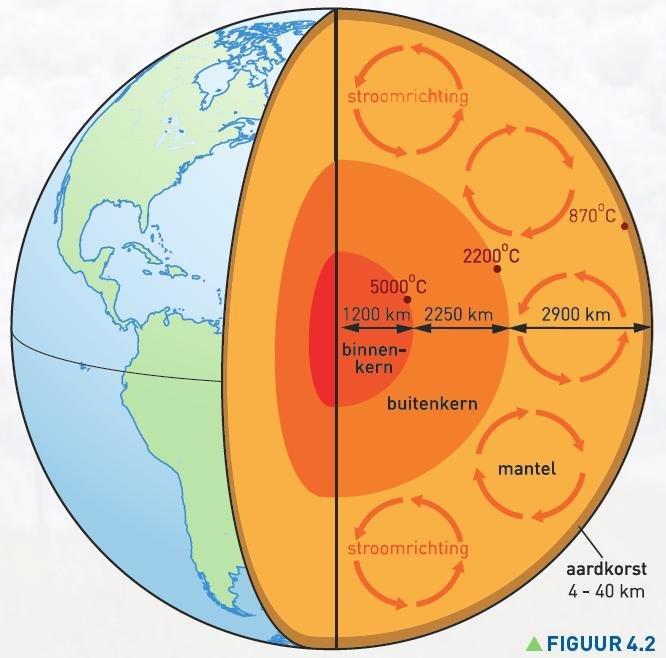 stroomrichting
870°C
2200°C
5000°C
1200 km
2250 km
2900 km
binnen-
kern
buitenkern
mantel
stroomrichting
aardkorst
4 - 40 km
▲ FIGUUR 4.2